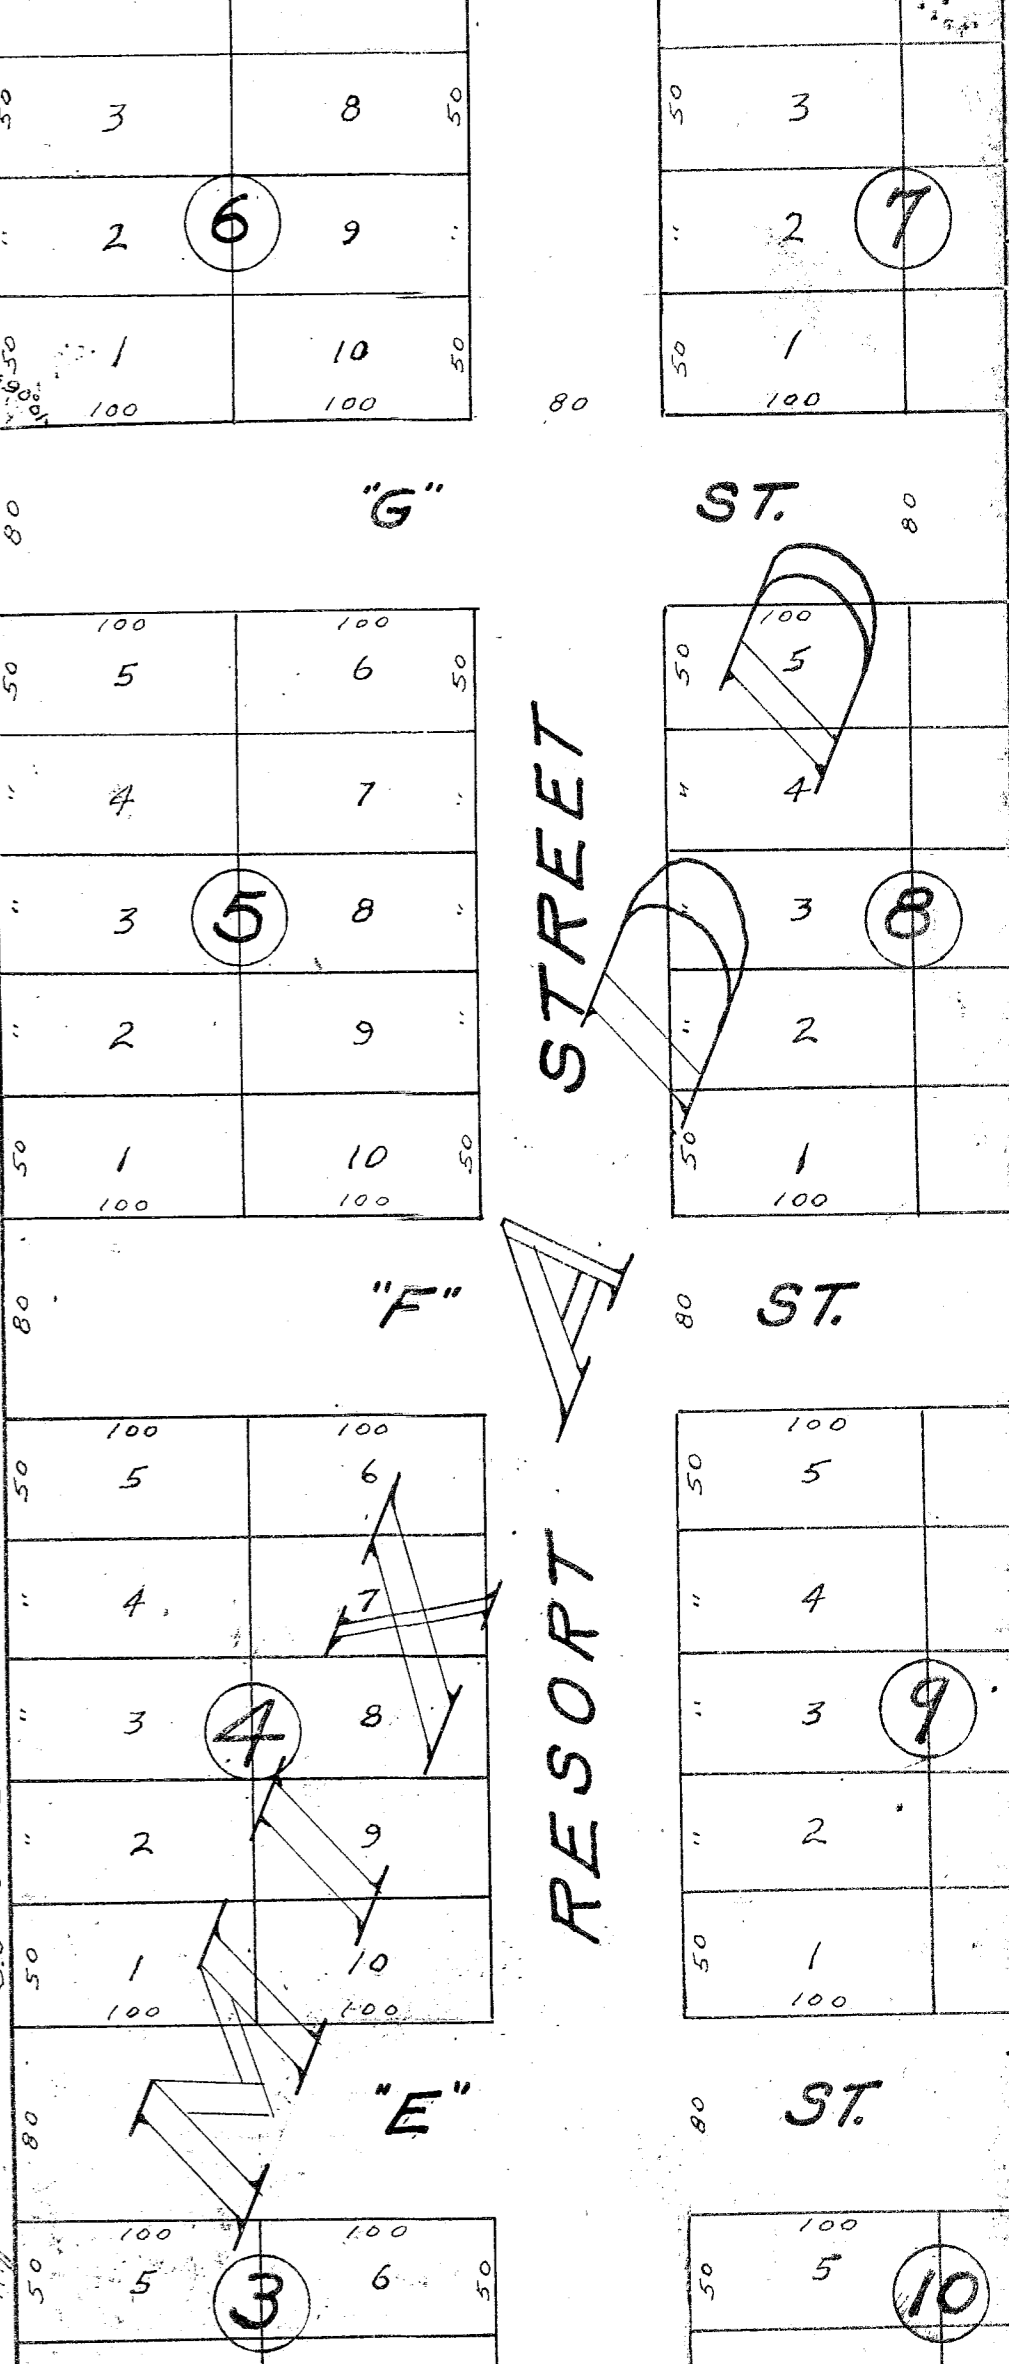 3 8 50 50 3
50
6 7
" 2 9 " " 2
50 1 10 50 50 1
100 100 80 100
80 "G" ST. 80
100 100 100
50 5 6 50 50 5
" 4 7 " " 4
" 3 5 8 " " 3 8
" 2 9 " " 2
50 1 10 50 50 1
100 100 100
80 "F" 80 ST.
100 100 100
50 5 6 50 5
" 4 7 " 4
" 3 4 8 " 3 9
" 2 9 " 2
50 1 10 50 1
100 100 100
80 "E" 80 ST.
100 100 100
50 5 3 6 50 50 5 10
RESORT STREET
MIX ADD